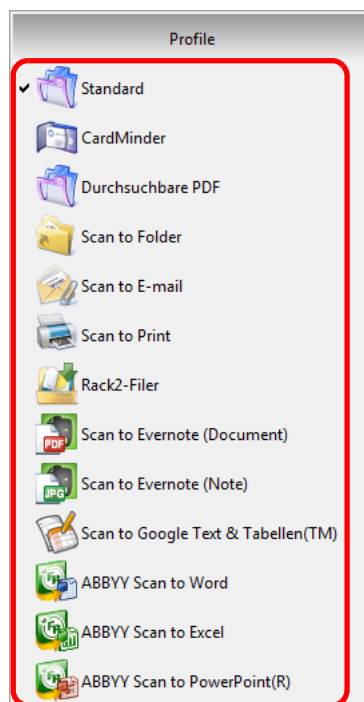 Profile
Standard
CardMinder
Durchsuchbare PDF
Scan to Folder
Scan to E-mail
Scan to Print
Rack2-Filer
PDF
Scan to Evernote (Document)
JPG
Scan to Evernote (Note)
Scan to Google Text & Tabellen(TM)
ABBYY Scan to Word
ABBYY Scan to Excel
ABBYY Scan to PowerPoint(R)